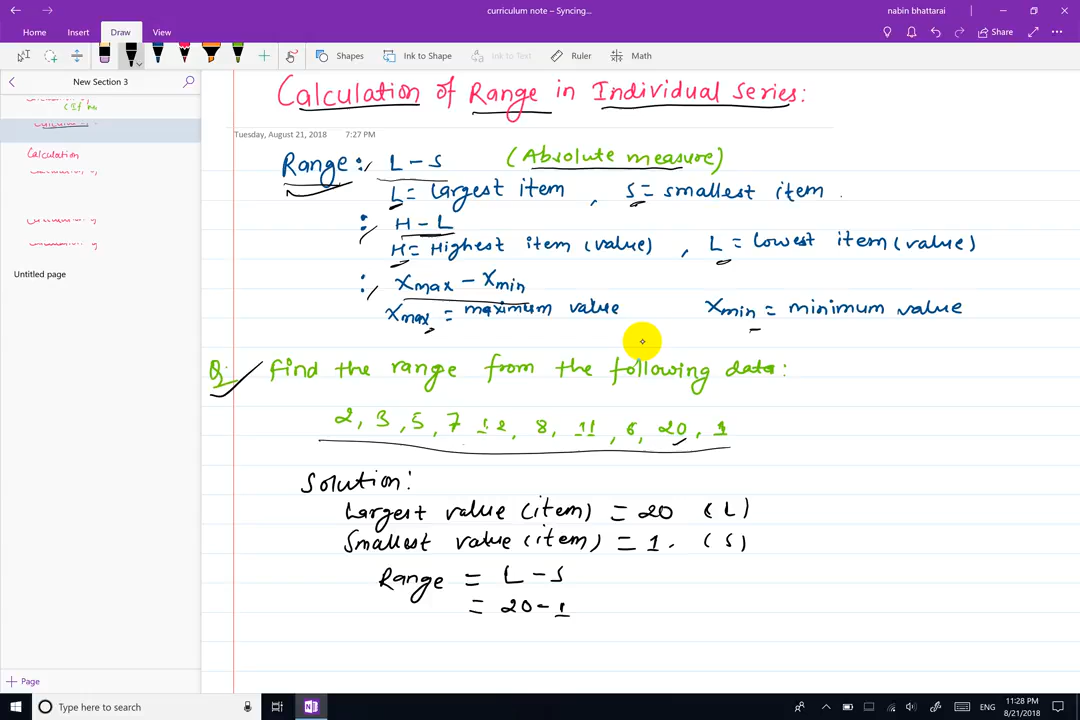 curriculum note – Syncing...
nabin bhattarai
Home Insert Draw View
Share
Shapes Ink to Shape Ink to Text Ruler Math
New Section 3
Calculation
Untitled page
Calculation of Range in Individual Series:
Tuesday, August 21, 2018 7:27 PM
Range: L - S (Absolute measure)
L = largest item, S = smallest item.
: H - L
H = Highest item (value), L = lowest item (value)
: Xmax - Xmin
Xmax = maximum value Xmin = minimum value
Q. Find the range from the following data:
2, 3, 5, 7 12, 8, 11, 6, 20, 1
Solution:
Largest value (item) = 20 (L)
Smallest value (item) = 1. (S)
Range = L - S
= 20 - 1
+ Page
Type here to search
ENG
11:28 PM
8/21/2018